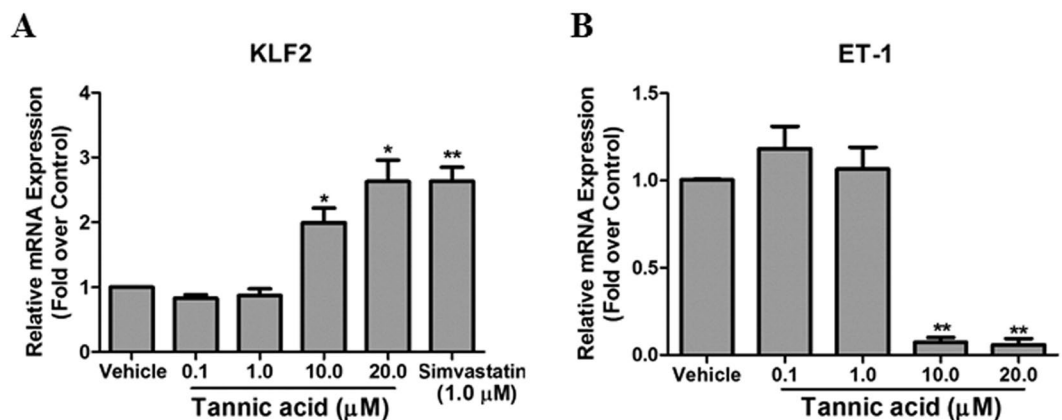 A
KLF2
Relative mRNA Expression
(Fold over Control)
4
3
2
1
0
*
*
**
Vehicle
0.1
1.0
10.0
20.0
Simvastatin
(1.0 μM)
Tannic acid (μM)
B
ET-1
Relative mRNA Expression
(Fold over Control)
1.5
1.0
0.5
0.0
**
**
Vehicle
0.1
1.0
10.0
20.0
Tannic acid (μM)